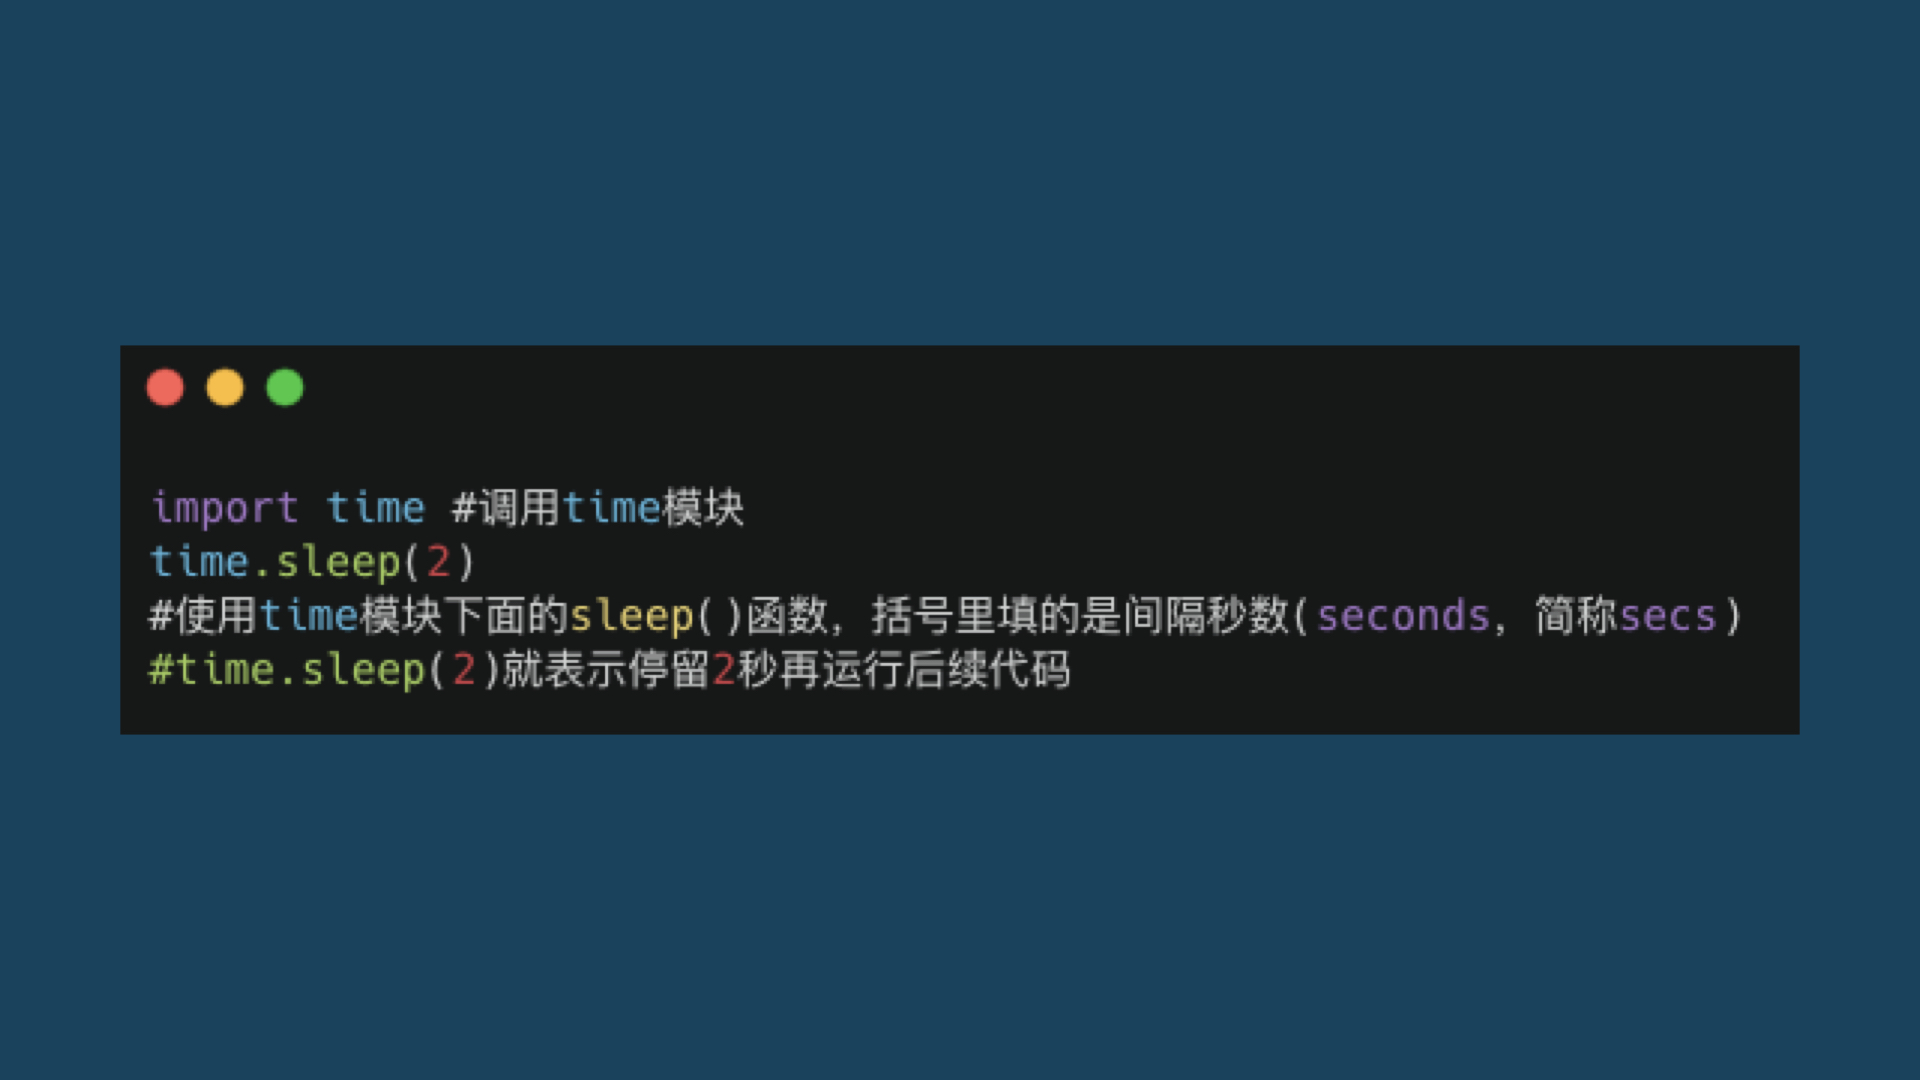 import time #调用time模块
time.sleep(2)
#使用time模块下面的sleep()函数，括号里填的是间隔秒数(seconds，简称secs)
#time.sleep(2)就表示停留2秒再运行后续代码